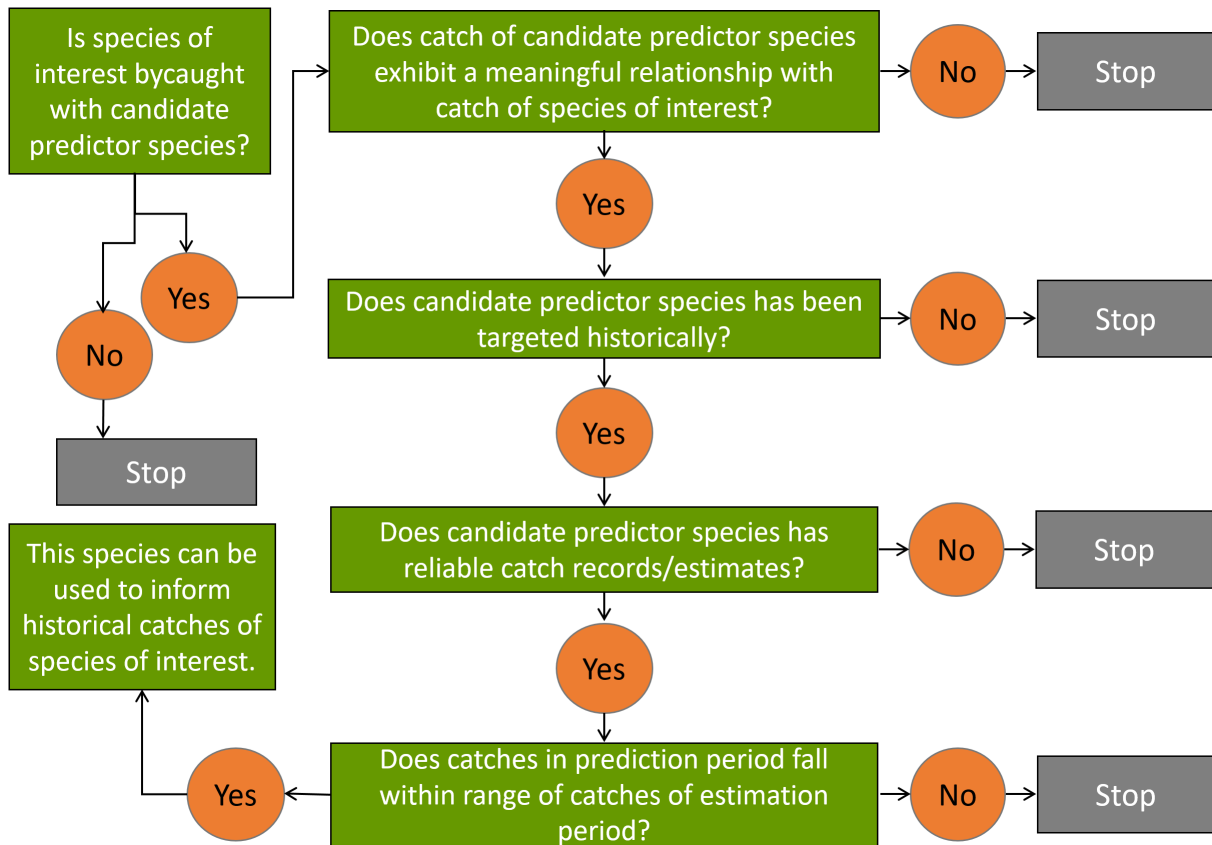 Is species of
interest bycaught
with candidate
predictor species?
Yes
No
Stop
Does catch of candidate predictor species
exhibit a meaningful relationship with
catch of species of interest?
No
Stop
Yes
Does candidate predictor species has been
targeted historically?
No
Stop
Yes
Does candidate predictor species has
reliable catch records/estimates?
No
Stop
Yes
Does catches in prediction period fall
within range of catches of estimation
period?
No
Stop
Yes
This species can be
used to inform
historical catches of
species of interest.